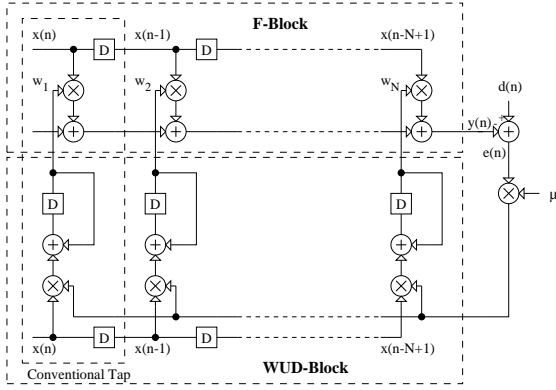 F-Block
x(n)
x(n-1)
x(n-N+1)
D
D
w1
w2
wN
d(n)
y(n)
-
+
e(n)
μ
D
D
D
x(n)
D
x(n-1)
D
x(n-N+1)
Conventional Tap
WUD-Block